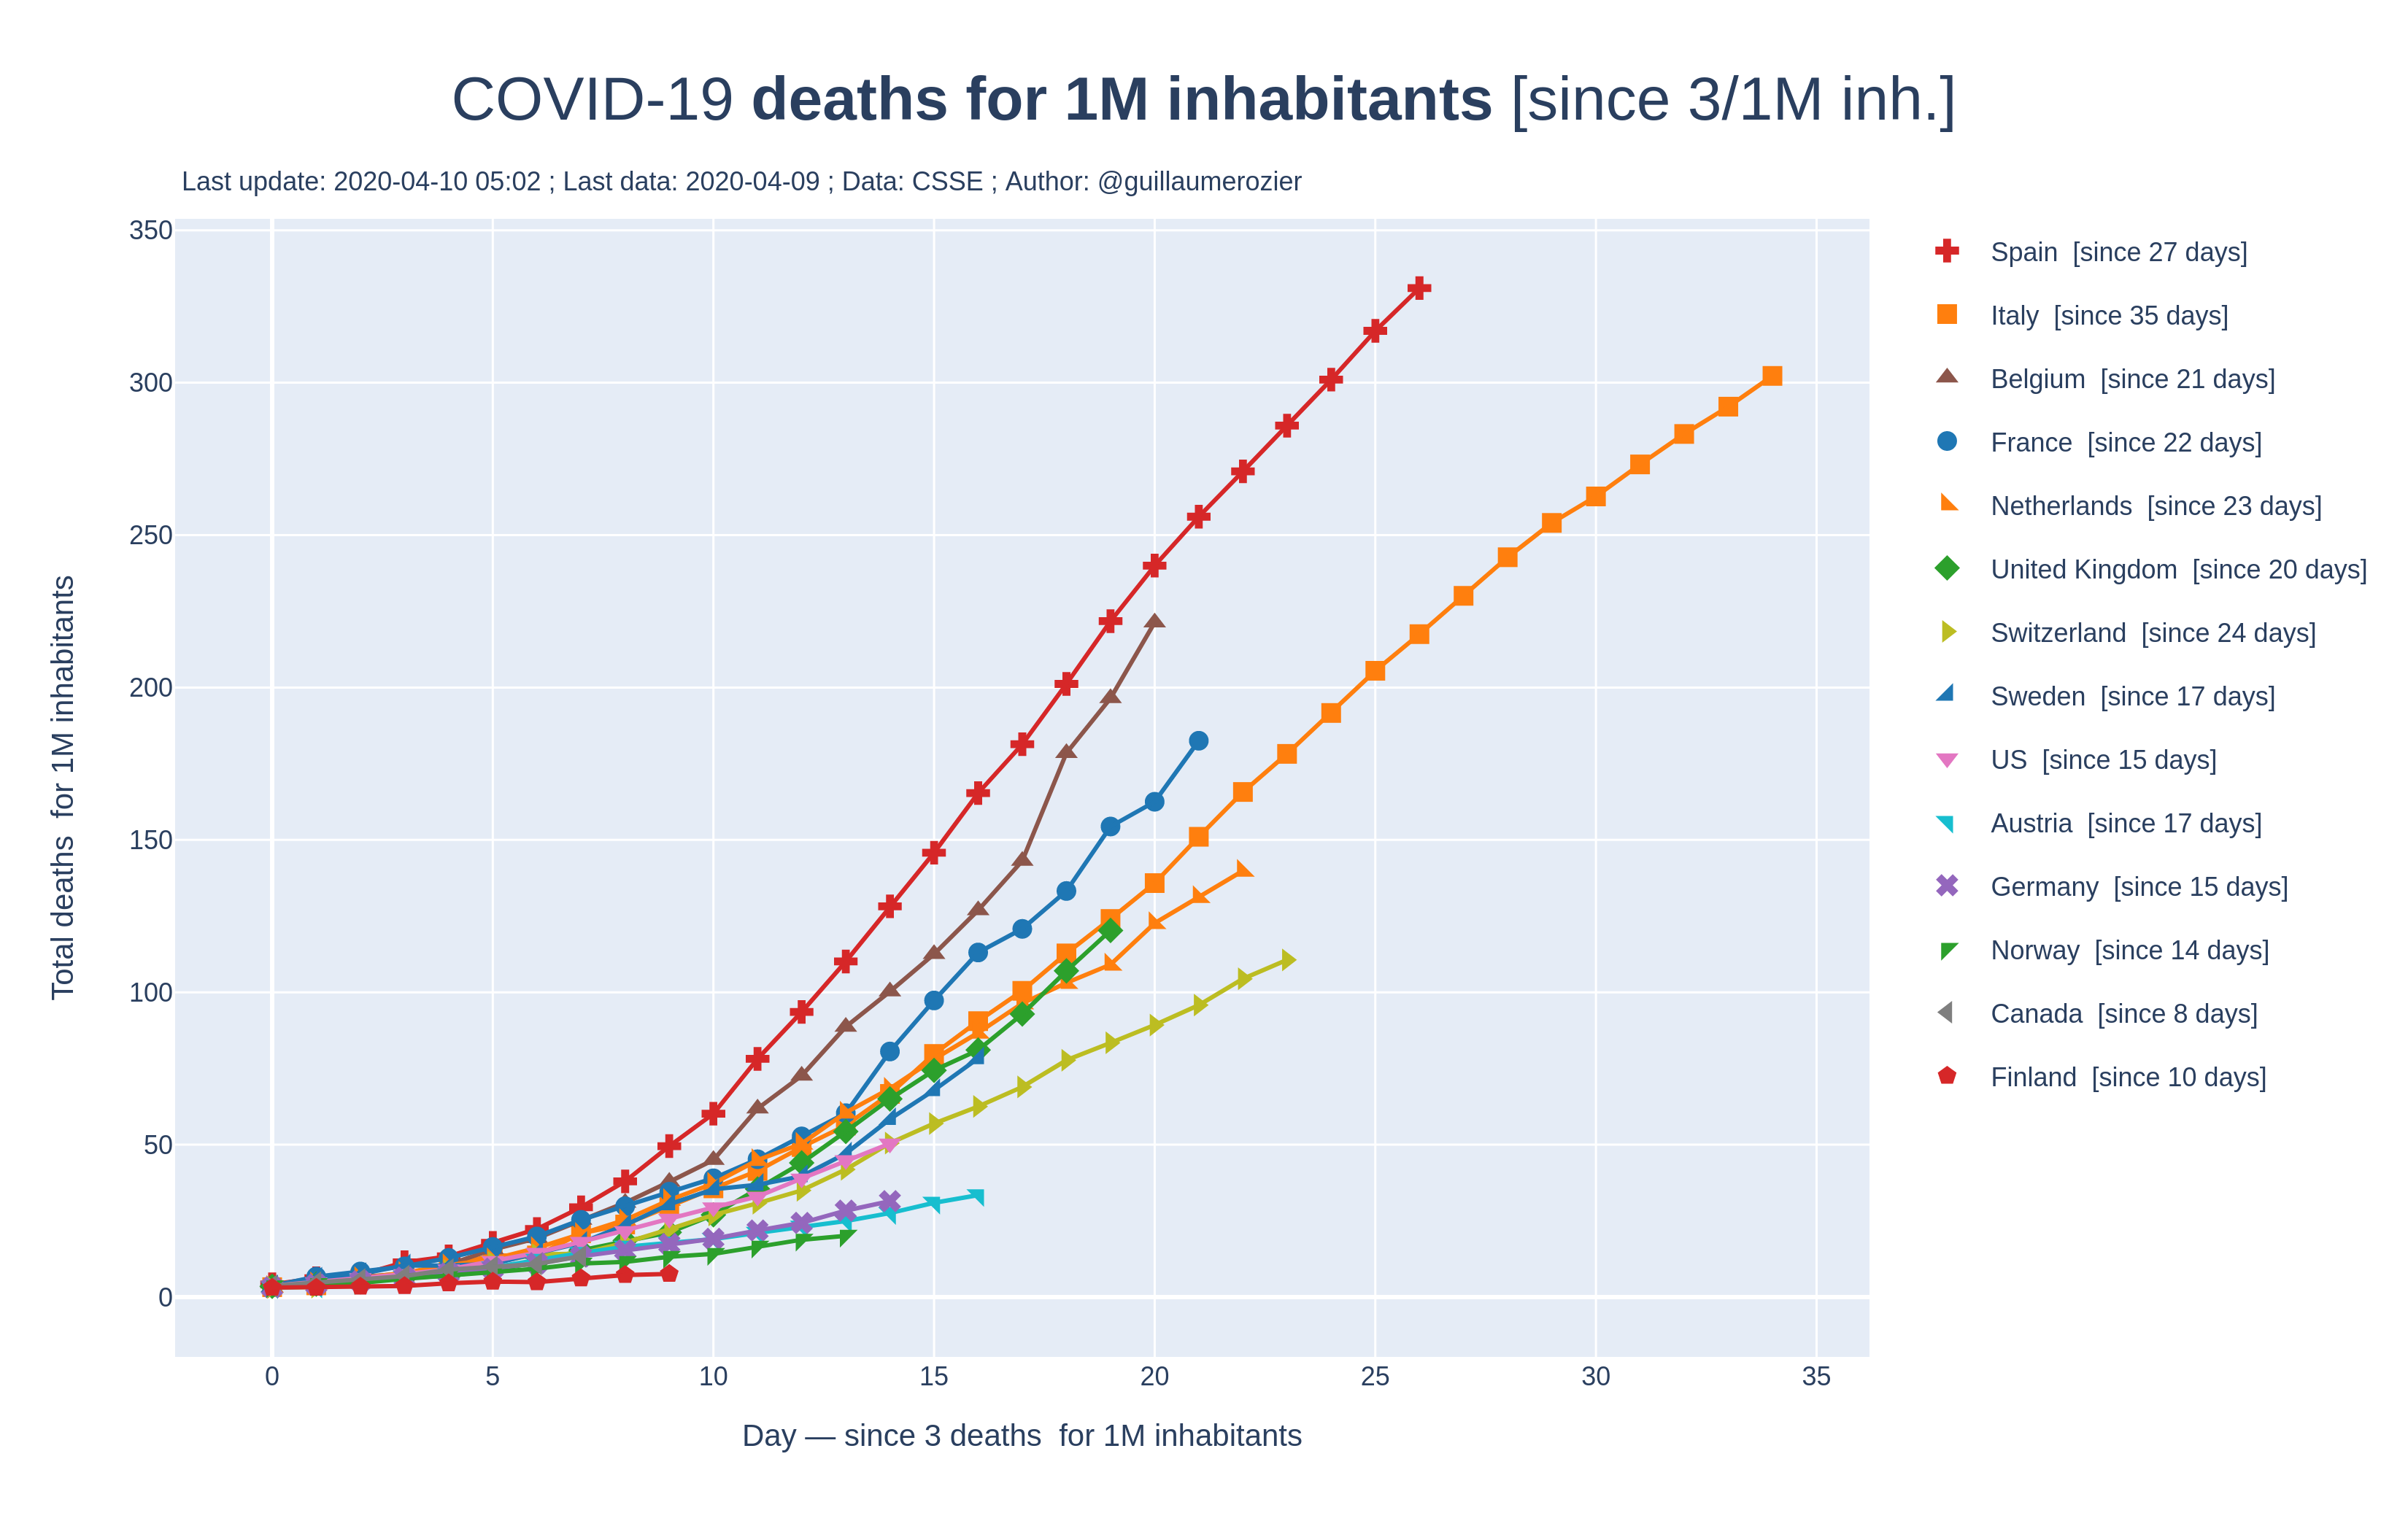 COVID-19 deaths for 1M inhabitants [since 3/1M inh.]
Last update: 2020-04-10 05:02 ; Last data: 2020-04-09 ; Data: CSSE ; Author: @guillaumerozier
350
300
250
200
150
100
50
0
Total deaths  for 1M inhabitants
0 5 10 15 20 25 30 35
Day — since 3 deaths  for 1M inhabitants
Spain  [since 27 days]
Italy  [since 35 days]
Belgium  [since 21 days]
France  [since 22 days]
Netherlands  [since 23 days]
United Kingdom  [since 20 days]
Switzerland  [since 24 days]
Sweden  [since 17 days]
US  [since 15 days]
Austria  [since 17 days]
Germany  [since 15 days]
Norway  [since 14 days]
Canada  [since 8 days]
Finland  [since 10 days]